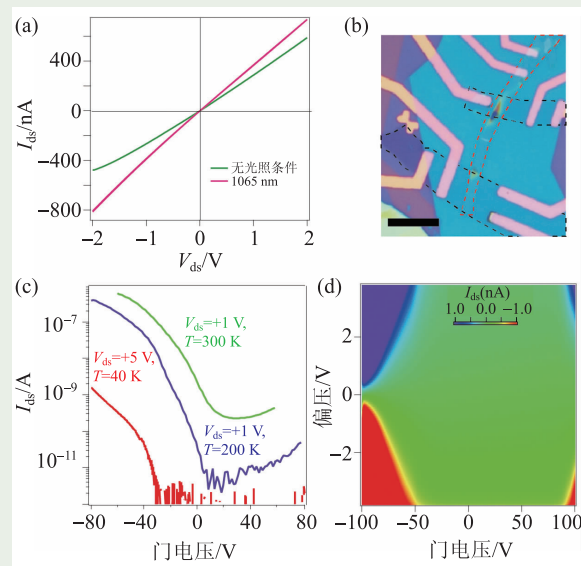 (a)
400
0
−400
−800
I_ds/nA
无光照条件
1065 nm
−2
−1
0
1
2
V_ds/V
(b)
(c)
10⁻⁷
10⁻⁹
10⁻¹¹
I_ds/A
V_ds=+1 V,
T=300 K
V_ds=+5 V,
T=40 K
V_ds=+1 V,
T=200 K
−80
−40
0
40
80
门电压/V
(d)
I_ds(nA)
1.0 0.0 −1.0
2
0
−2
偏压/V
−100
−50
0
50
100
门电压/V